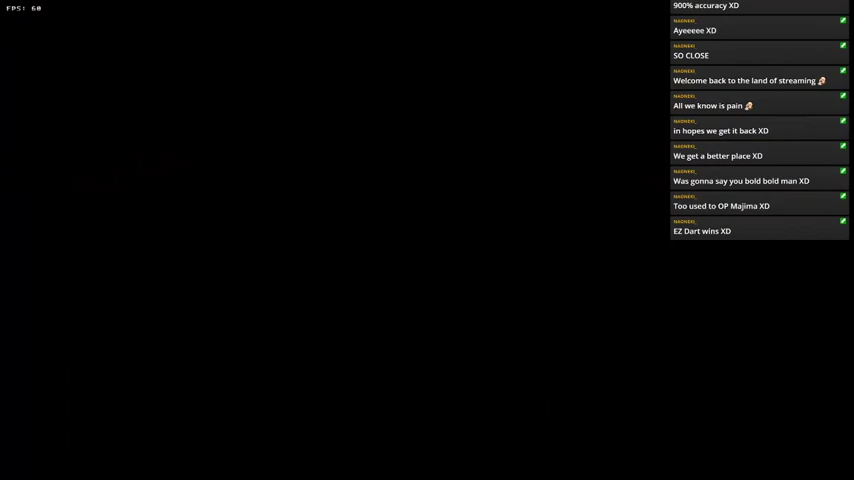 FPS: 60
900% accuracy XD
NAONEKI_
Ayeeeee XD
NAONEKI_
SO CLOSE
NAONEKI_
Welcome back to the land of streaming
NAONEKI_
All we know is pain
NAONEKI_
in hopes we get it back XD
NAONEKI_
We get a better place XD
NAONEKI_
Was gonna say you bold bold man XD
NAONEKI_
Too used to OP Majima XD
NAONEKI_
EZ Dart wins XD